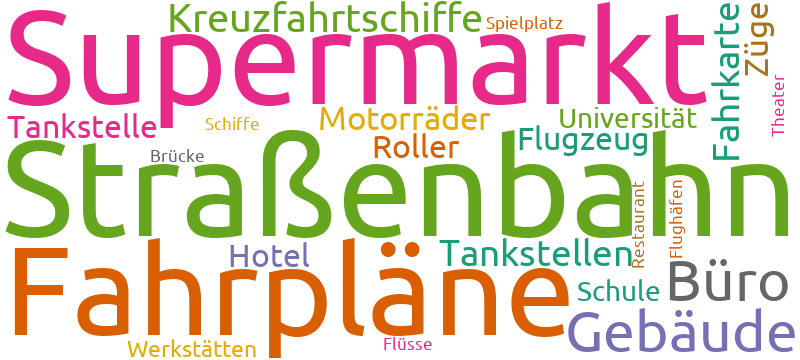 Kreuzfahrtschiffe
Spielplatz
Supermarkt
Fahrkarte
Züge
Theater
Tankstelle
Schiffe
Motorräder
Universität
Roller
Flugzeug
Brücke
Straßenbahn
Restaurant
Flughäfen
Hotel
Tankstellen
Fahrpläne
Büro
Schule
Gebäude
Werkstätten
Flüsse